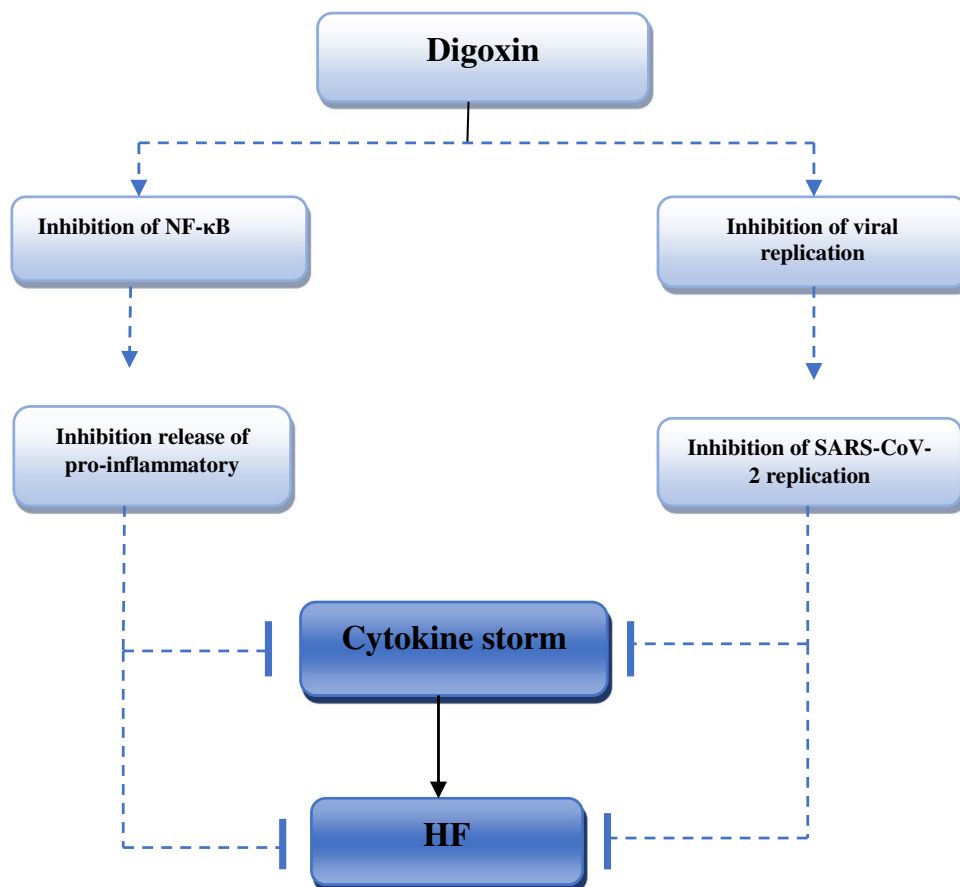 Digoxin
Inhibition of NF-κB
Inhibition of viral
replication
Inhibition release of
pro-inflammatory
Inhibition of SARS-CoV-
2 replication
Cytokine storm
HF